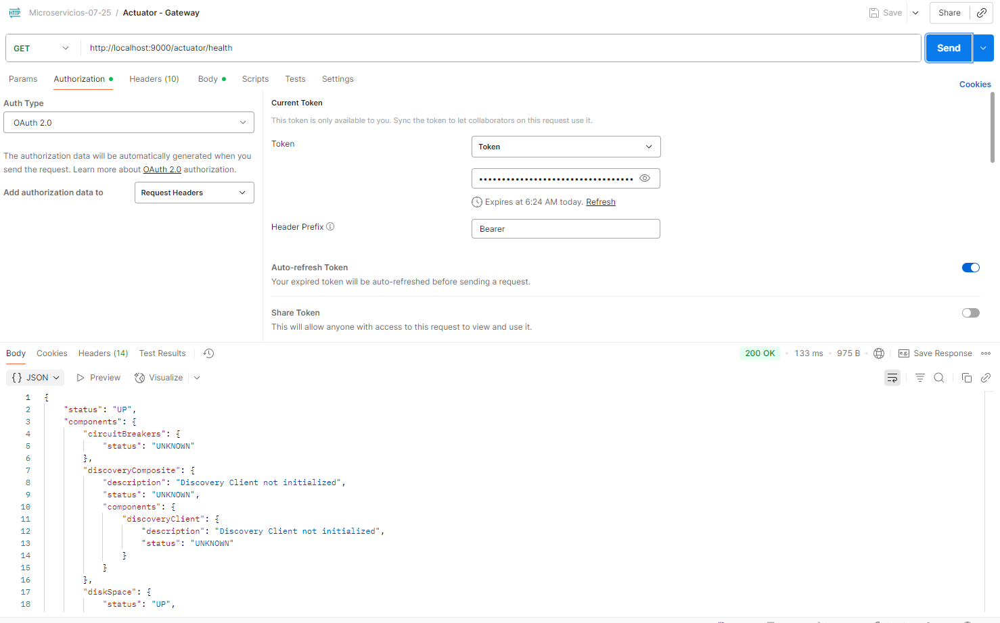 HTTP Microservicios-07-25 / Actuator - Gateway Save Share
GET http://localhost:9000/actuator/health Send
Params Authorization Headers (10) Body Scripts Tests Settings
Cookies
Auth Type
OAuth 2.0
The authorization data will be automatically generated when you
send the request. Learn more about OAuth 2.0 authorization.
Add authorization data to Request Headers
Current Token
This token is only available to you. Sync the token to let collaborators on this request use it.
Token Token
••••••••••••••••••••••••••••••••••
Expires at 6:24 AM today. Refresh
Header Prefix Bearer
Auto-refresh Token
Your expired token will be auto-refreshed before sending a request.
Share Token
This will allow anyone with access to this request to view and use it.
Body Cookies Headers (14) Test Results 200 OK • 133 ms • 975 B • e.g. Save Response
{} JSON Preview Visualize
1 {
2 "status": "UP",
3 "components": {
4 "circuitBreakers": {
5 "status": "UNKNOWN"
6 },
7 "discoveryComposite": {
8 "description": "Discovery Client not initialized",
9 "status": "UNKNOWN",
10 "components": {
11 "discoveryClient": {
12 "description": "Discovery Client not initialized",
13 "status": "UNKNOWN"
14 }
15 }
16 },
17 "diskSpace": {
18 "status": "UP",